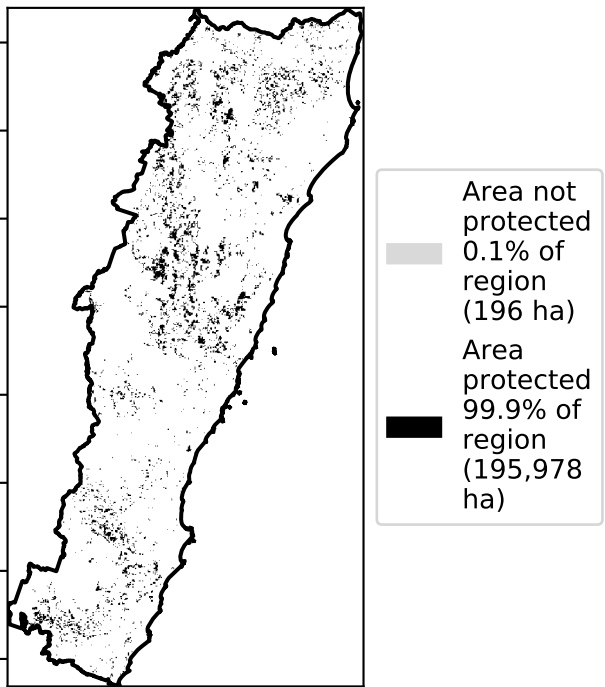 Area not
protected
0.1% of
region
(196 ha)
Area
protected
99.9% of
region
(195,978
ha)